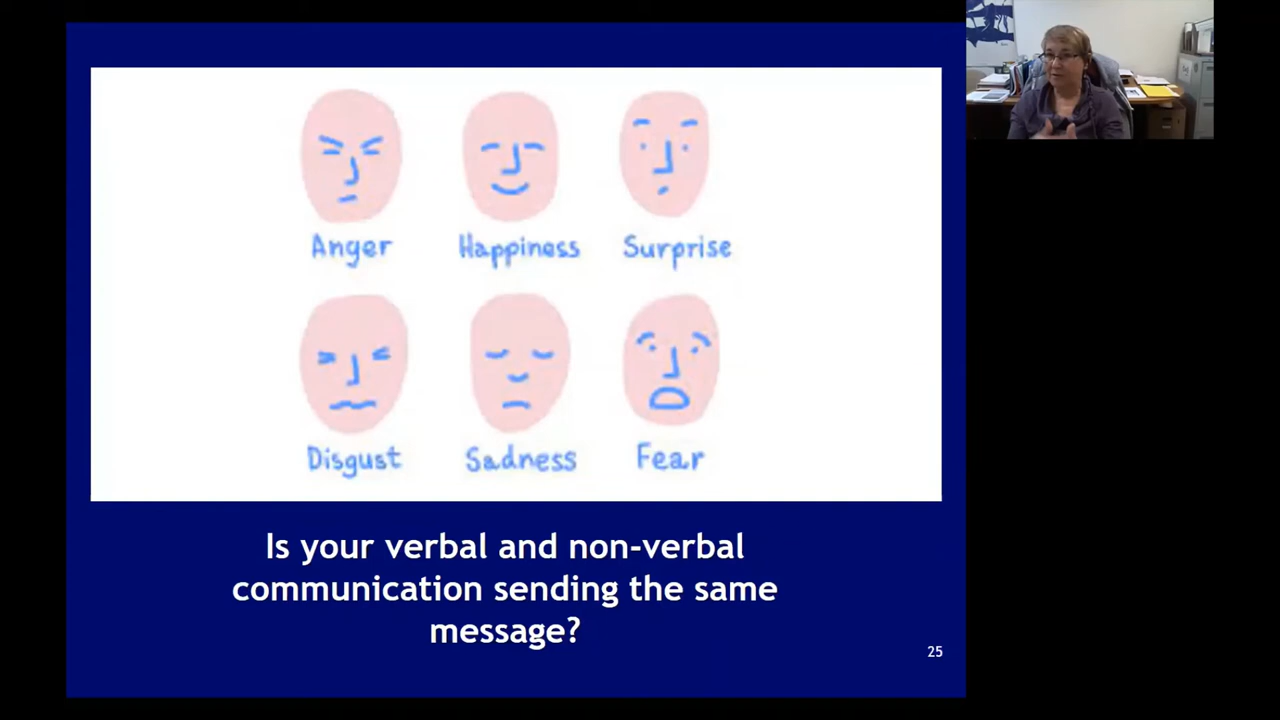 Anger Happiness Surprise
Disgust Sadness Fear
Is your verbal and non-verbal
communication sending the same
message?
25